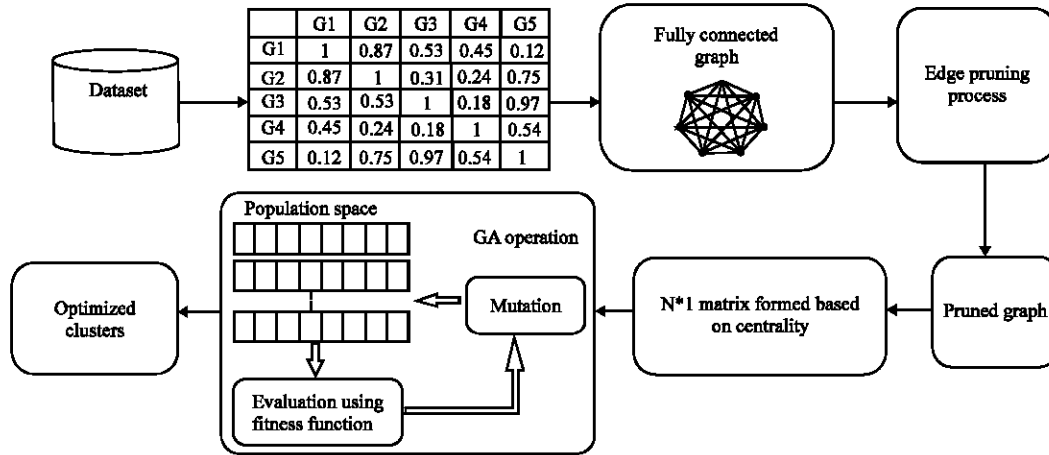 Dataset
G1 G2 G3 G4 G5
G1 1 0.87 0.53 0.45 0.12
G2 0.87 1 0.31 0.24 0.75
G3 0.53 0.53 1 0.18 0.97
G4 0.45 0.24 0.18 1 0.54
G5 0.12 0.75 0.97 0.54 1
Fully connected
graph
Edge pruning
process
Population space
GA operation
Mutation
Evaluation using
fitness function
Optimized
clusters
N*1 matrix formed based
on centrality
Pruned graph